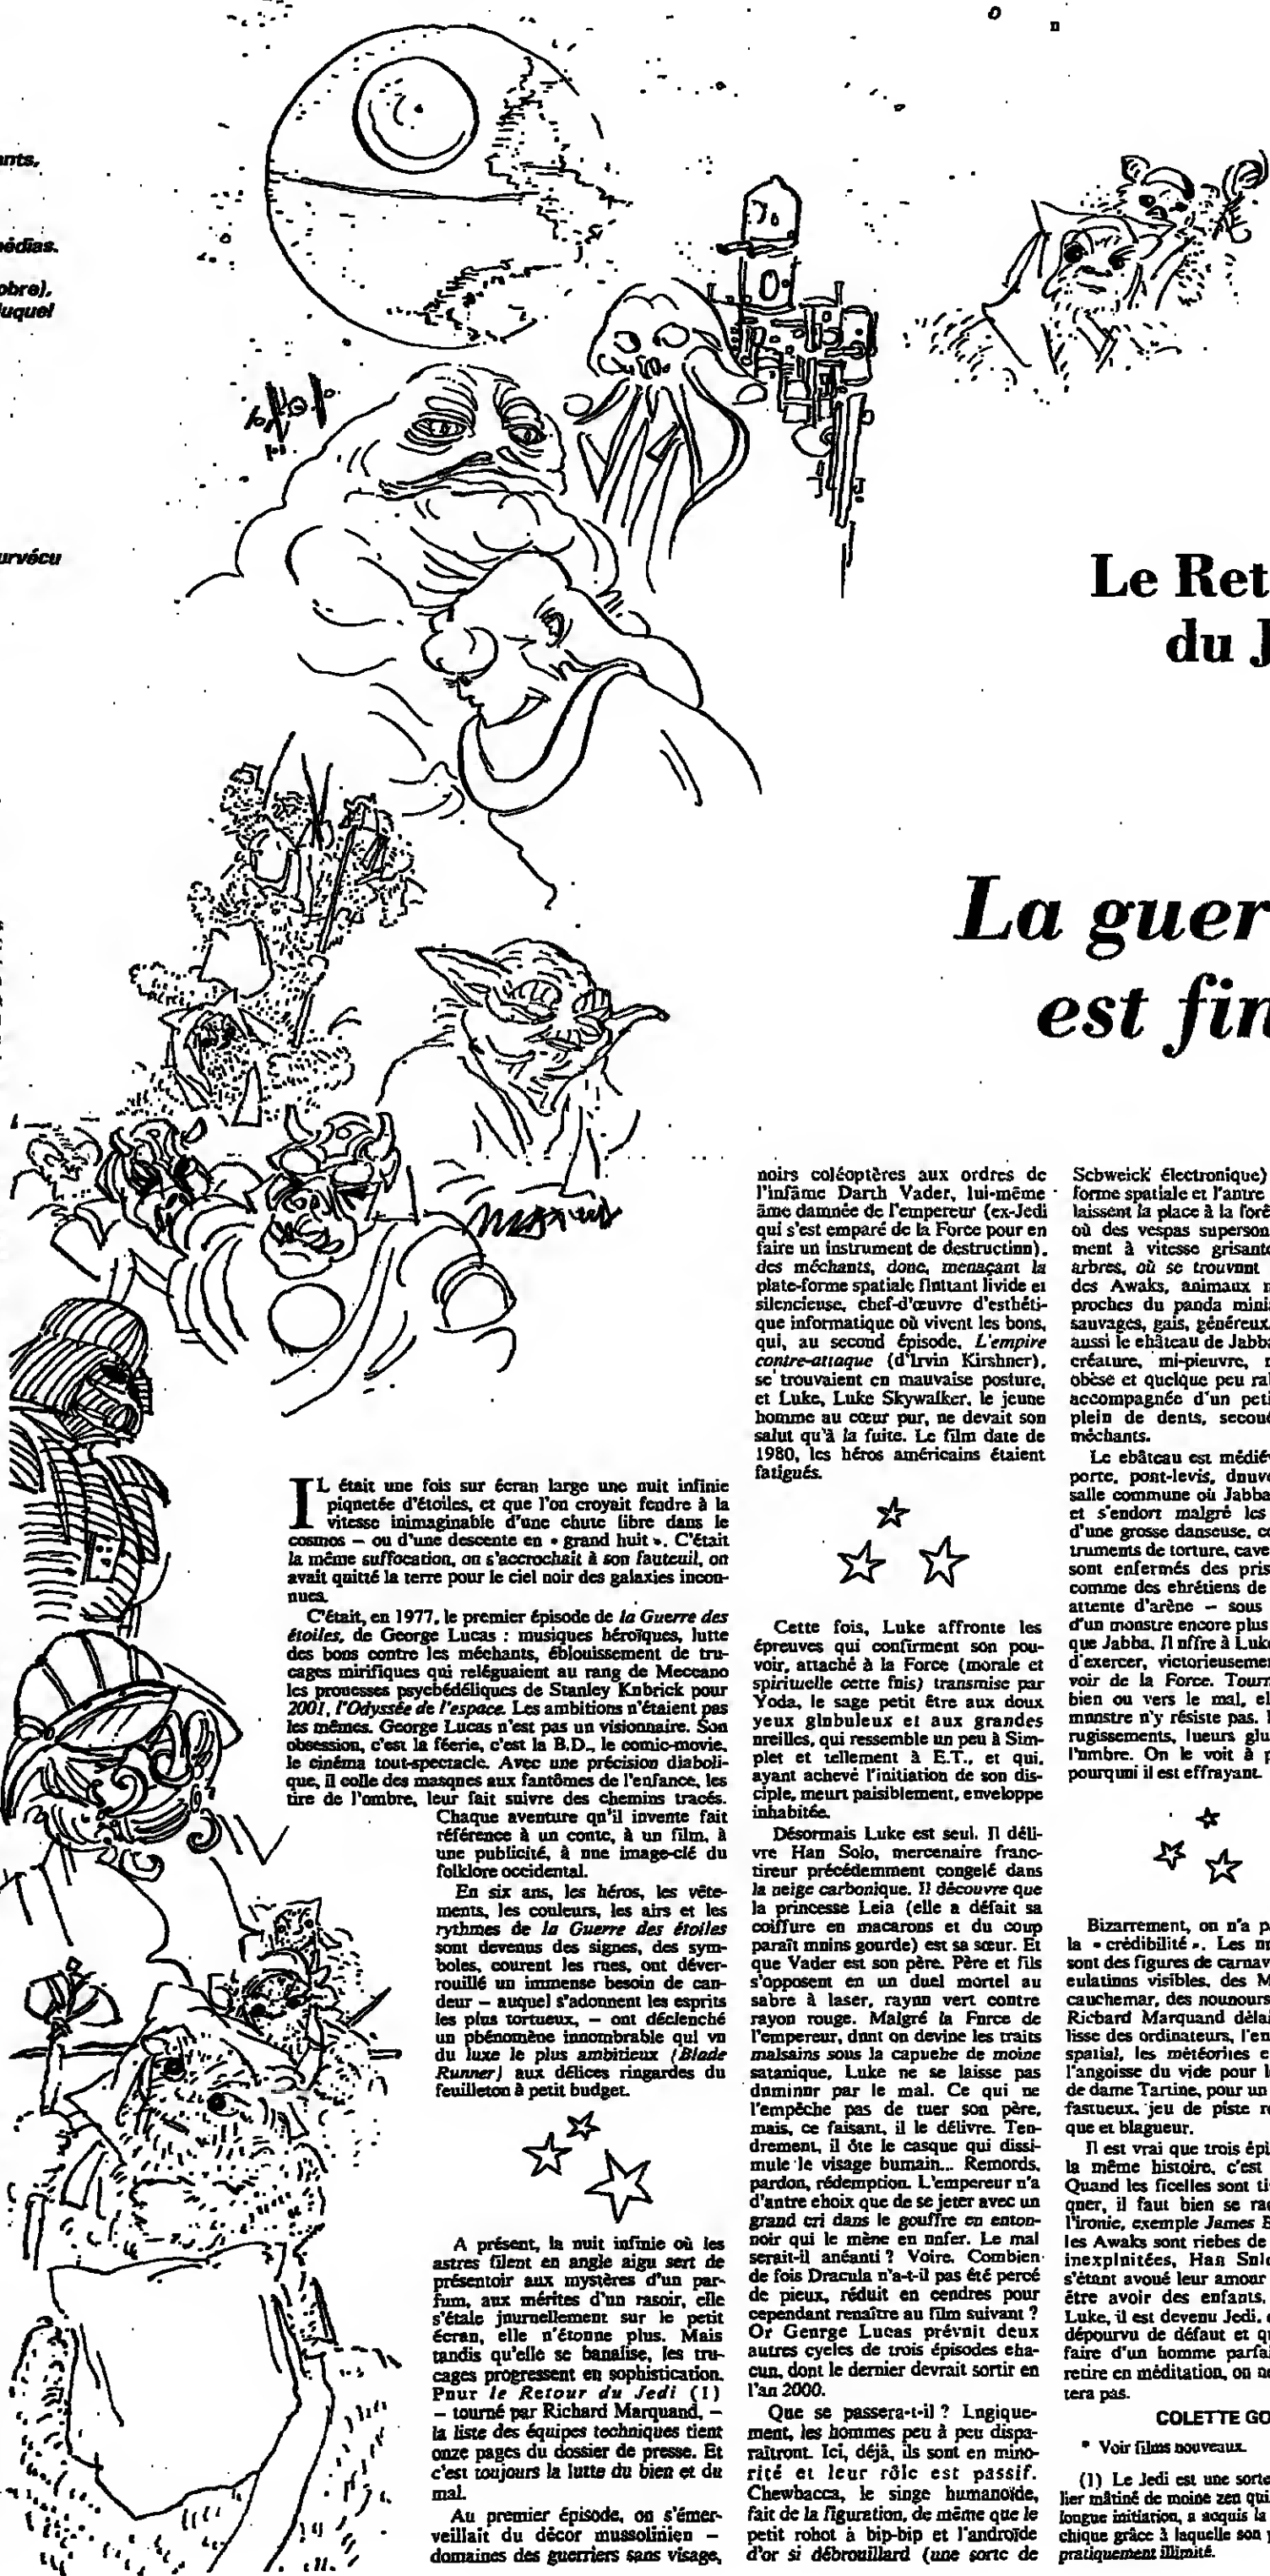 ants,
édias.
obre),
duquel
urvécu
Le Ret
du J
La guer
est fin
IL était une fois sur écran large une nuit infinie
piquetée d'étoiles, et que l'on croyait fendre à la
vitesse inimaginable d'une chute libre dans le
cosmos – ou d'une descente en « grand huit ». C'était
la même suffocation, on s'accrochait à son fauteuil, on
avait quitté la terre pour le ciel noir des galaxies incon-
nues.
C'était, en 1977, le premier épisode de la Guerre des
étoiles, de George Lucas : musiques héroïques, lutte
des bons contre les méchants, éblouissement de tru-
cages mirifiques qui reléguaient au rang de Meccano
les prouesses psychédéliques de Stanley Kubrick pour
2001, l'Odyssée de l'espace. Les ambitions n'étaient pas
les mêmes. George Lucas n'est pas un visionnaire. Son
obsession, c'est la féerie, c'est la B.D., le comic-movie,
le cinéma tout-spectacle. Avec une précision diaboli-
que, il colle des masques aux fantômes de l'enfance, les
tire de l'ombre, leur fait suivre des chemins tracés.
Chaque aventure qu'il invente fait
référence à un conte, à un film, à
une publicité, à une image-clé du
folklore occidental.
En six ans, les héros, les vête-
ments, les couleurs, les airs et les
rythmes de la Guerre des étoiles
sont devenus des signes, des sym-
boles, courent les rues, ont déver-
rouillé un immense besoin de can-
deur – auquel s'adonnent les esprits
les plus tortueux, – ont déclenché
un phénomène innombrable qui va
du luxe le plus ambitieux (Blade
Runner) aux délices ringardes du
feuilleton à petit budget.
A présent, la nuit infinie où les
astres filent en angle aigu sert de
présentoir aux mystères d'un par-
fum, aux mérites d'un rasoir, elle
s'étale journellement sur le petit
écran, elle n'étonne plus. Mais
tandis qu'elle se banalise, les tru-
cages progressent en sophistication.
Pour le Retour du Jedi (1)
– tourné par Richard Marquand, –
la liste des équipes techniques tient
onze pages du dossier de presse. Et
c'est toujours la lutte du bien et du
mal.
Au premier épisode, on s'émer-
veillait du décor mussolinien –
domaines des guerriers sans visage,
noirs coléoptères aux ordres de
l'infâme Darth Vader, lui-même
âme damnée de l'empereur (ex-Jedi
qui s'est emparé de la Force pour en
faire un instrument de destruction),
des méchants, donc, menaçant la
plate-forme spatiale flottant livide et
silencieuse, chef-d'œuvre d'esthéti-
que informatique où vivent les bons,
qui, au second épisode, L'empire
contre-attaque (d'Irvin Kirshner),
se trouvaient en mauvaise posture,
et Luke, Luke Skywalker, le jeune
homme au cœur pur, ne devait son
salut qu'à la fuite. Le film date de
1980, les héros américains étaient
fatigués.
Cette fois, Luke affronte les
épreuves qui confirment son pou-
voir, attaché à la Force (morale et
spirituelle cette fois) transmise par
Yoda, le sage petit être aux doux
yeux globuleux et aux grandes
oreilles, qui ressemble un peu à Sim-
plet et tellement à E.T., et qui,
ayant achevé l'initiation de son dis-
ciple, meurt paisiblement, enveloppe
inhabitée.
Désormais Luke est seul. Il déli-
vre Han Solo, mercenaire franc-
tireur précédemment congelé dans
la neige carbonique. Il découvre que
la princesse Leia (elle a défait sa
coiffure en macarons et du coup
paraît moins gourde) est sa sœur. Et
que Vader est son père. Père et fils
s'opposent en un duel mortel au
sabre à laser, rayon vert contre
rayon rouge. Malgré la Force de
l'empereur, dont on devine les traits
malsains sous la capuche de moine
satanique, Luke ne se laisse pas
dominer par le mal. Ce qui ne
l'empêche pas de tuer son père,
mais, ce faisant, il le délivre. Ten-
drement, il ôte le casque qui dissi-
mule le visage humain... Remords,
pardon, rédemption. L'empereur n'a
d'autre choix que de se jeter avec un
grand cri dans le gouffre en enton-
noir qui le mène en enfer. Le mal
serait-il anéanti ? Voire. Combien
de fois Dracula n'a-t-il pas été percé
de pieux, réduit en cendres pour
cependant renaître au film suivant ?
Or George Lucas prévoit deux
autres cycles de trois épisodes cha-
cun, dont le dernier devrait sortir en
l'an 2000.
Que se passera-t-il ? Logique-
ment, les hommes peu à peu dispa-
raîtront. Ici, déjà, ils sont en mino-
rité et leur rôle est passif.
Chewbacca, le singe humanoïde,
fait de la figuration, de même que le
petit robot à bip-bip et l'androïde
d'or si débrouillard (une sorte de
Schweick électronique)
forme spatiale et l'antre
laissent la place à la forê
où des vespas superson
ment à vitesse grisante
arbres, où se trouvent
des Awaks, animaux m
proches du panda mini
sauvages, gais, généreux.
aussi le château de Jabba
créature, mi-pieuvre, m
obèse et quelque peu ral
accompagnée d'un peti
plein de dents, secoué
méchants.
Le château est médiév
porte, pont-levis, douve
salle commune où Jabba
et s'endort malgré les
d'une grosse danseuse, co
truments de torture, cave
sont enfermés des pris
comme des chrétiens de
attente d'arène – sous
d'un monstre encore plus
que Jabba. Il offre à Luke
d'exercer, victorieuseme
voir de la Force. Tourn
bien ou vers le mal, el
monstre n'y résiste pas.
rugissements, lueurs glu
l'ombre. On le voit à p
pourquoi il est effrayant.
Bizarrement, on n'a pa
la « crédibilité ». Les m
sont des figures de carnav
culations visibles, des M
cauchemar, des nounours
Richard Marquand délai
lisse des ordinateurs, l'en
spatial, les météorites e
l'angoisse du vide pour l
de dame Tartine, pour un
fastueux, jeu de piste r
que et blagueur.
Il est vrai que trois épi
la même histoire, c'est
Quand les ficelles sont ti
quer, il faut bien se ra
l'ironie, exemple James B
les Awaks sont riches de
inexploitées, Han Solo
s'étant avoué leur amour
être avoir des enfants.
Luke, il est devenu Jedi,
dépourvu de défaut et qu
faire d'un homme parfa
retire en méditation, on ne
tera pas.
COLETTE GO
* Voir films nouveaux.
(1) Le Jedi est une sorte
lier mâtiné de moine zen qui
longue initiation, a acquis la
chique grâce à laquelle son p
pratiquement illimité.